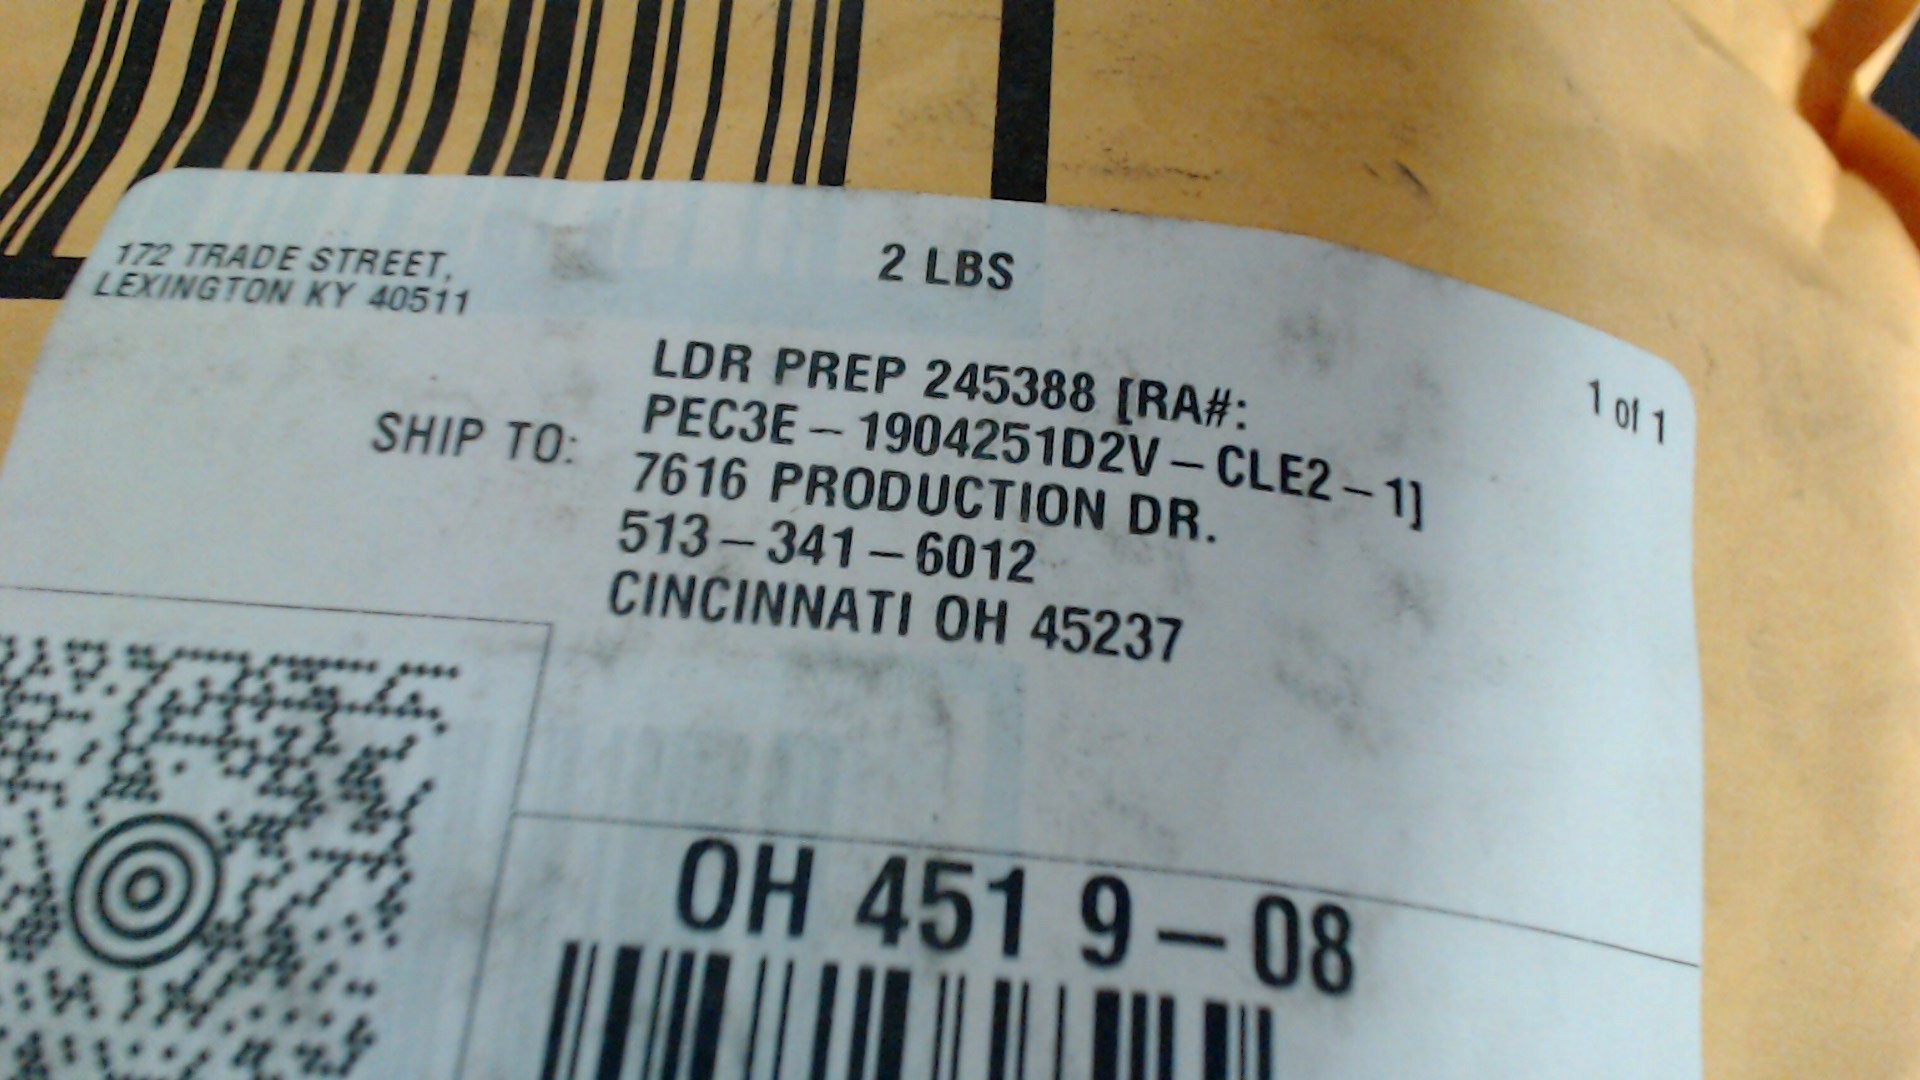 172 TRADE STREET,
LEXINGTON KY 40511
2 LBS
1 of 1
SHIP TO:
LDR PREP 245388 [RA#:
PEC3E-1904251D2V-CLE2-1]
7616 PRODUCTION DR.
513-341-6012
CINCINNATI OH 45237
OH 451 9-08